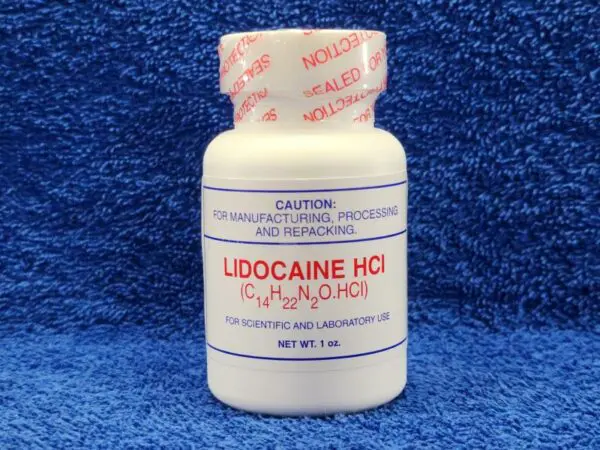 SEALED FOR
PROTECTION
CAUTION:
FOR MANUFACTURING, PROCESSING
AND REPACKING.
LIDOCAINE HCl
(C₁₄H₂₂N₂O.HCl)
FOR SCIENTIFIC AND LABORATORY USE
NET WT. 1 oz.